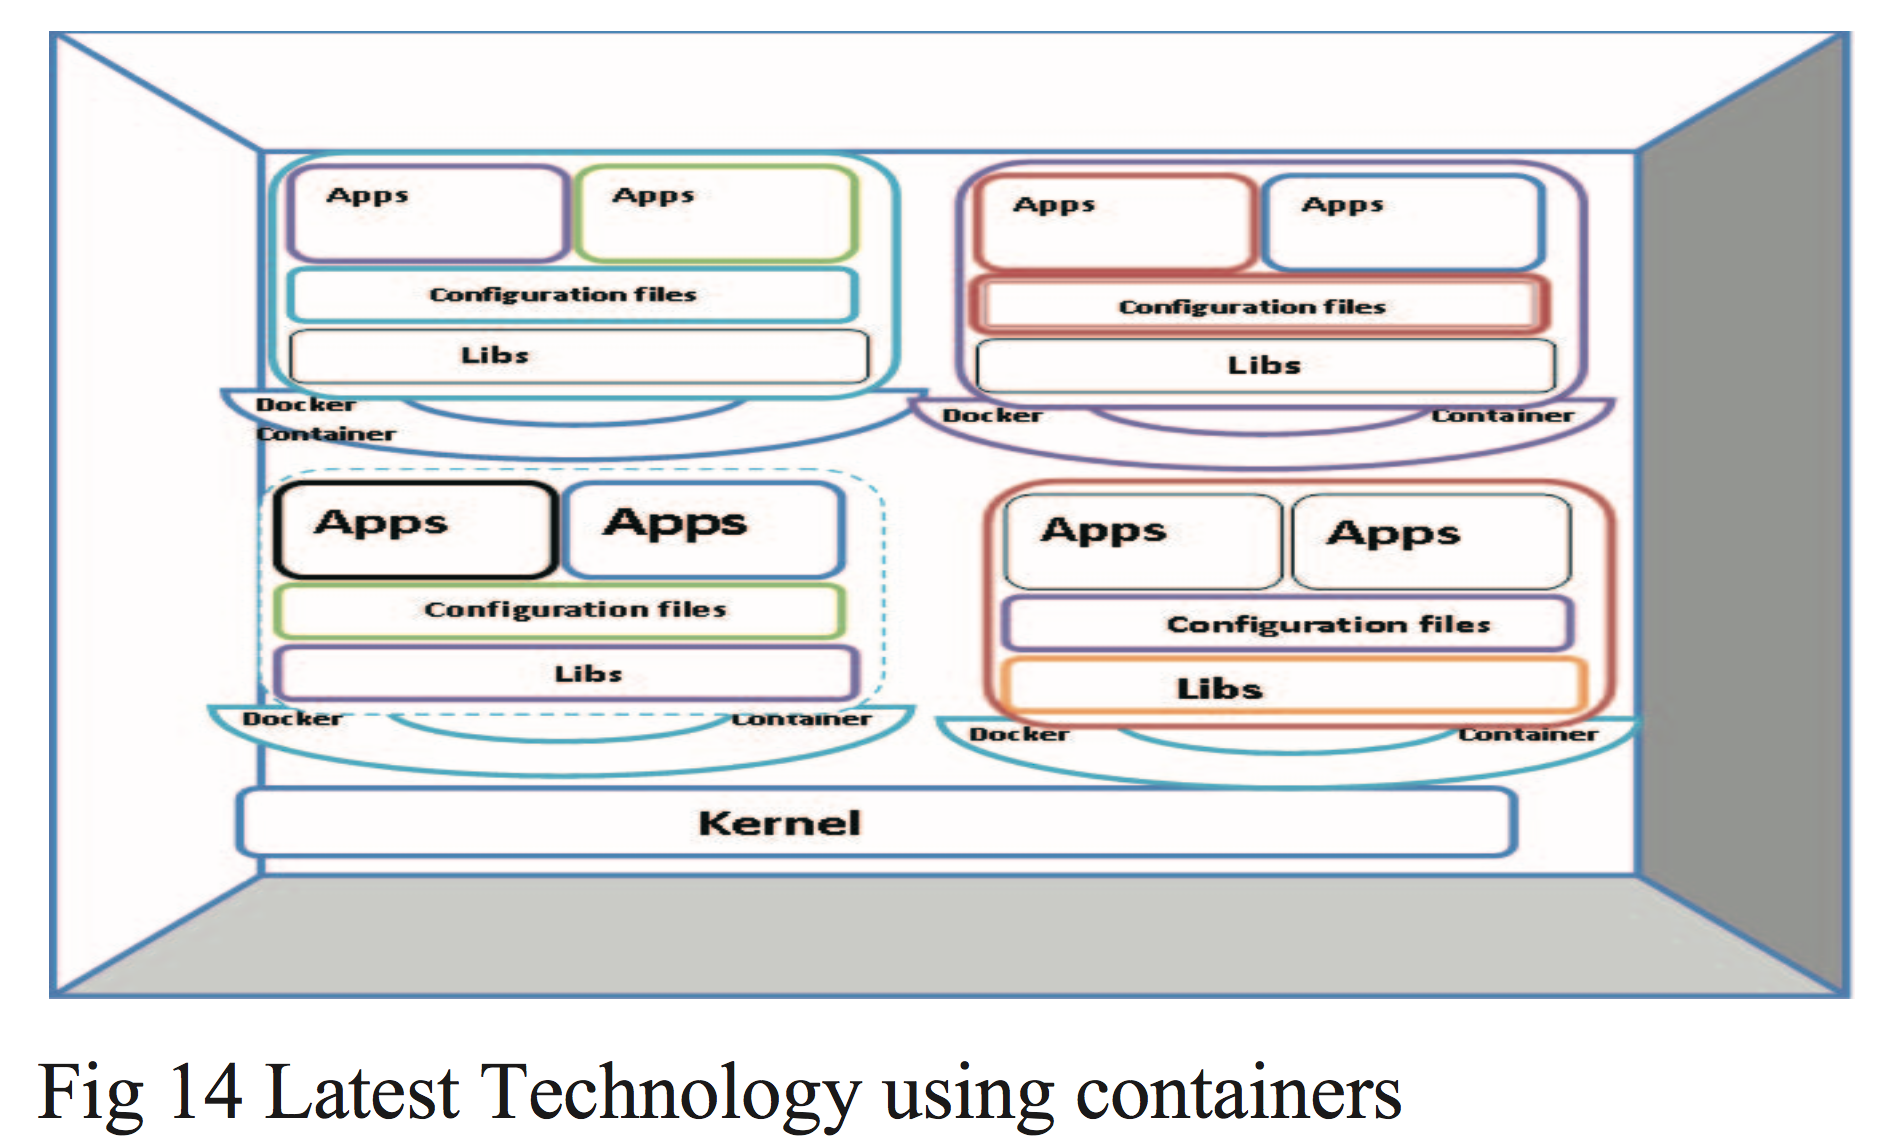 Apps Apps
Configuration files
Libs
Docker
Container
Apps Apps
Configuration files
Libs
Docker Container
Apps Apps
Configuration files
Libs
Docker Container
Apps Apps
Configuration files
Libs
Docker Container
Kernel
Fig 14 Latest Technology using containers